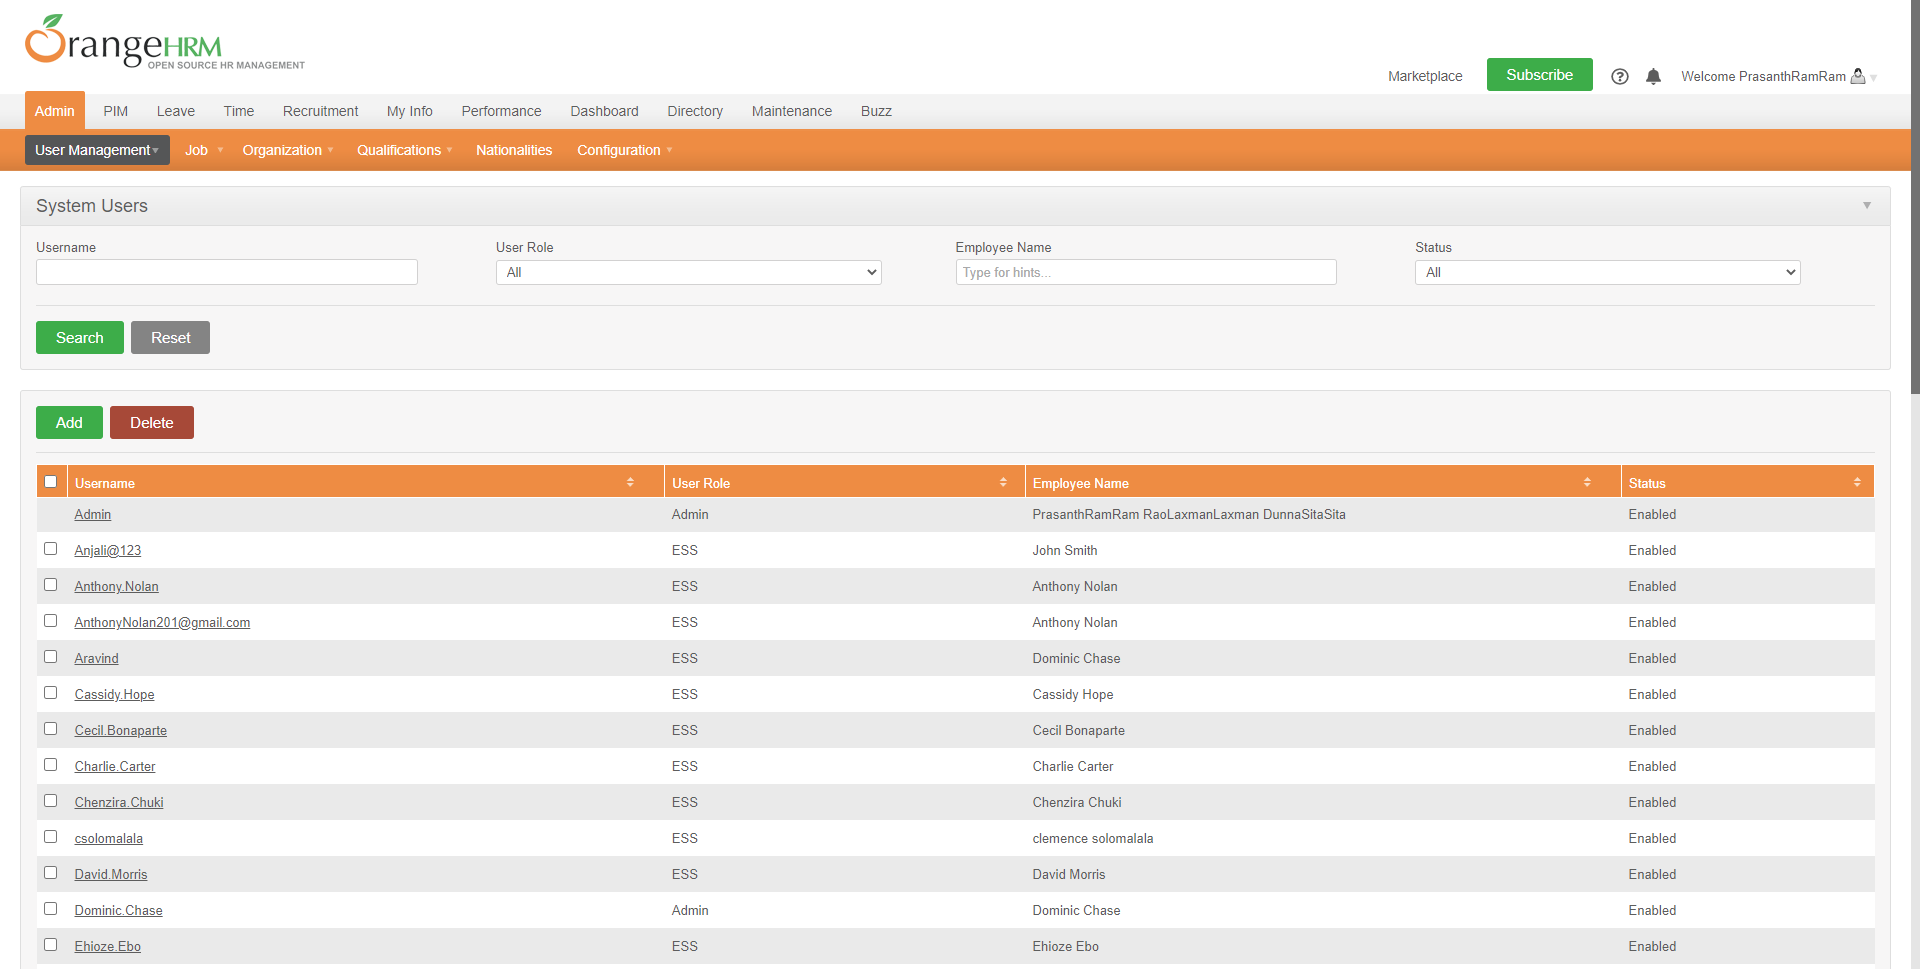 OrangeHRM
OPEN SOURCE HR MANAGEMENT
Marketplace Subscribe Welcome PrasanthRamRam
Admin PIM Leave Time Recruitment My Info Performance Dashboard Directory Maintenance Buzz
User Management Job Organization Qualifications Nationalities Configuration
System Users
Username User Role Employee Name Status
All Type for hints... All
Search Reset
Add Delete
Username User Role Employee Name Status
Admin Admin PrasanthRamRam RaoLaxmanLaxman DunnaSitaSita Enabled
Anjali@123 ESS John Smith Enabled
Anthony.Nolan ESS Anthony Nolan Enabled
AnthonyNolan201@gmail.com ESS Anthony Nolan Enabled
Aravind ESS Dominic Chase Enabled
Cassidy.Hope ESS Cassidy Hope Enabled
Cecil.Bonaparte ESS Cecil Bonaparte Enabled
Charlie.Carter ESS Charlie Carter Enabled
Chenzira.Chuki ESS Chenzira Chuki Enabled
csolomalala ESS clemence solomalala Enabled
David.Morris ESS David Morris Enabled
Dominic.Chase Admin Dominic Chase Enabled
Ehioze.Ebo ESS Ehioze Ebo Enabled